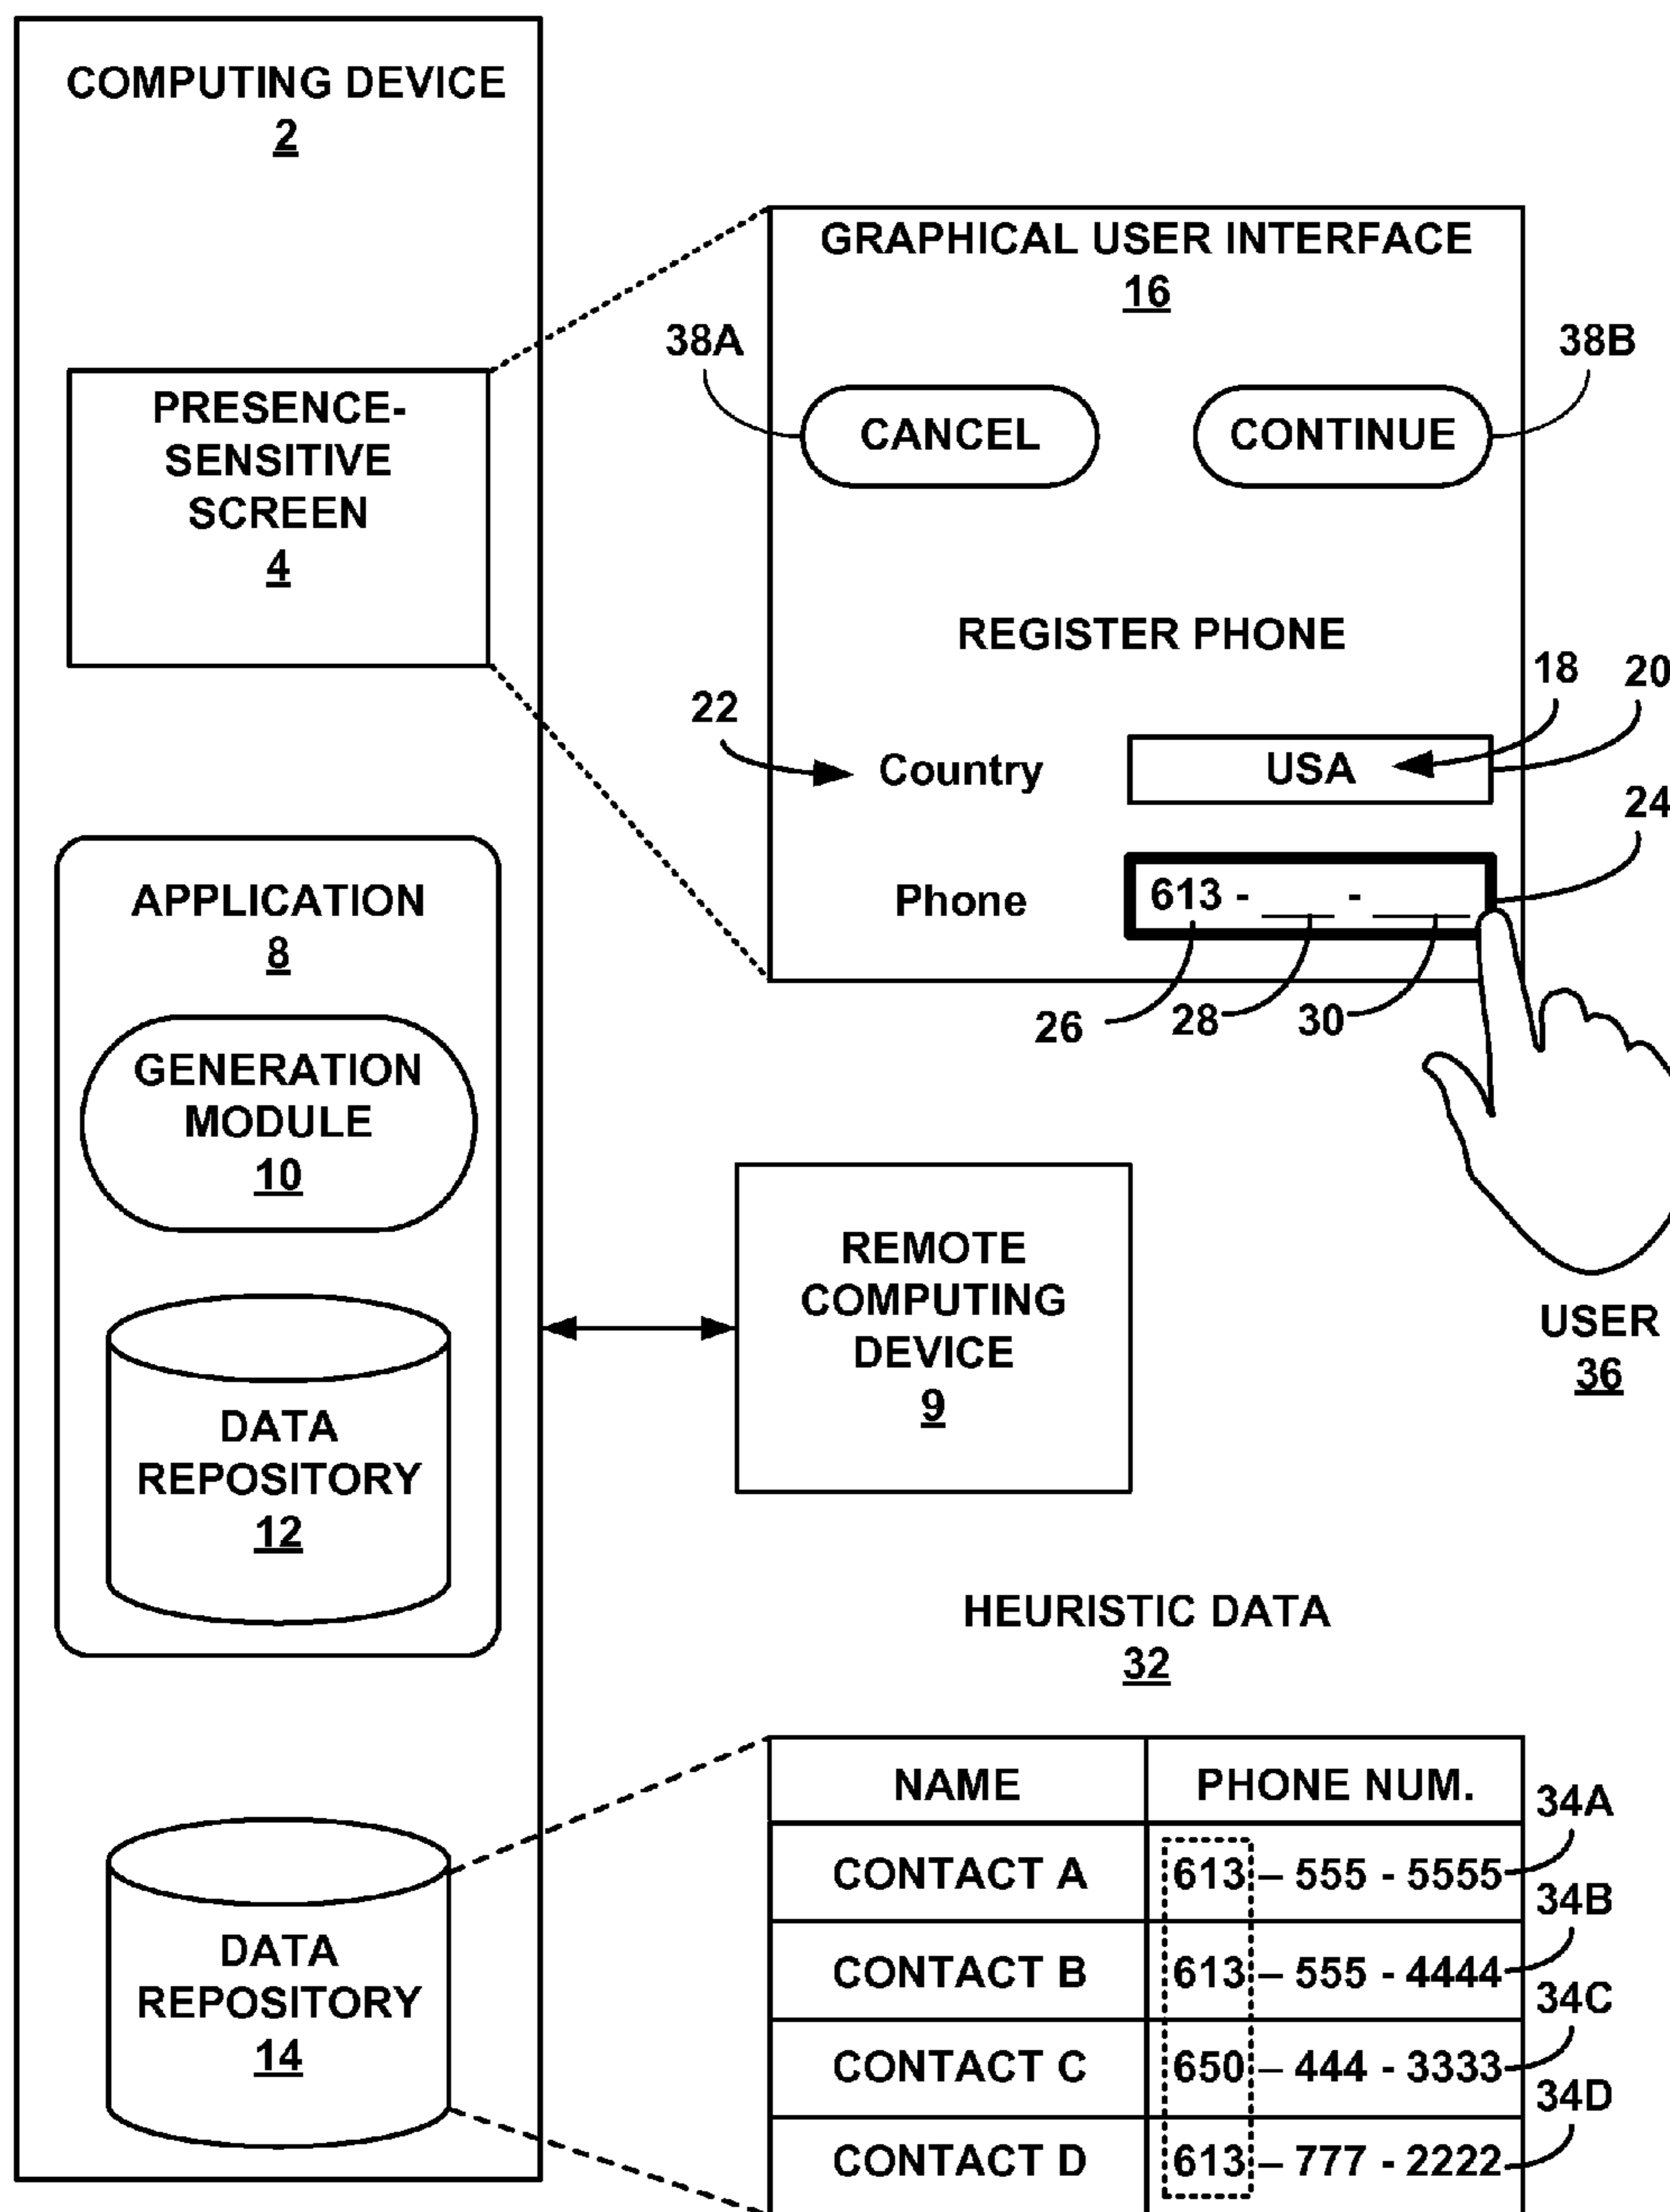 COMPUTING DEVICE
2
PRESENCE-
SENSITIVE
SCREEN
4
APPLICATION
8
GENERATION
MODULE
10
DATA
REPOSITORY
12
DATA
REPOSITORY
14
GRAPHICAL USER INTERFACE
16
38A
38B
CANCEL
CONTINUE
REGISTER PHONE
18
20
22
Country
USA
24
Phone
613 - ___ - ____
26
28
30
REMOTE
COMPUTING
DEVICE
9
USER
36
HEURISTIC DATA
32
NAME
PHONE NUM.
34A
CONTACT A
613 – 555 - 5555
34B
CONTACT B
613 – 555 - 4444
34C
CONTACT C
650 – 444 - 3333
34D
CONTACT D
613 – 777 - 2222